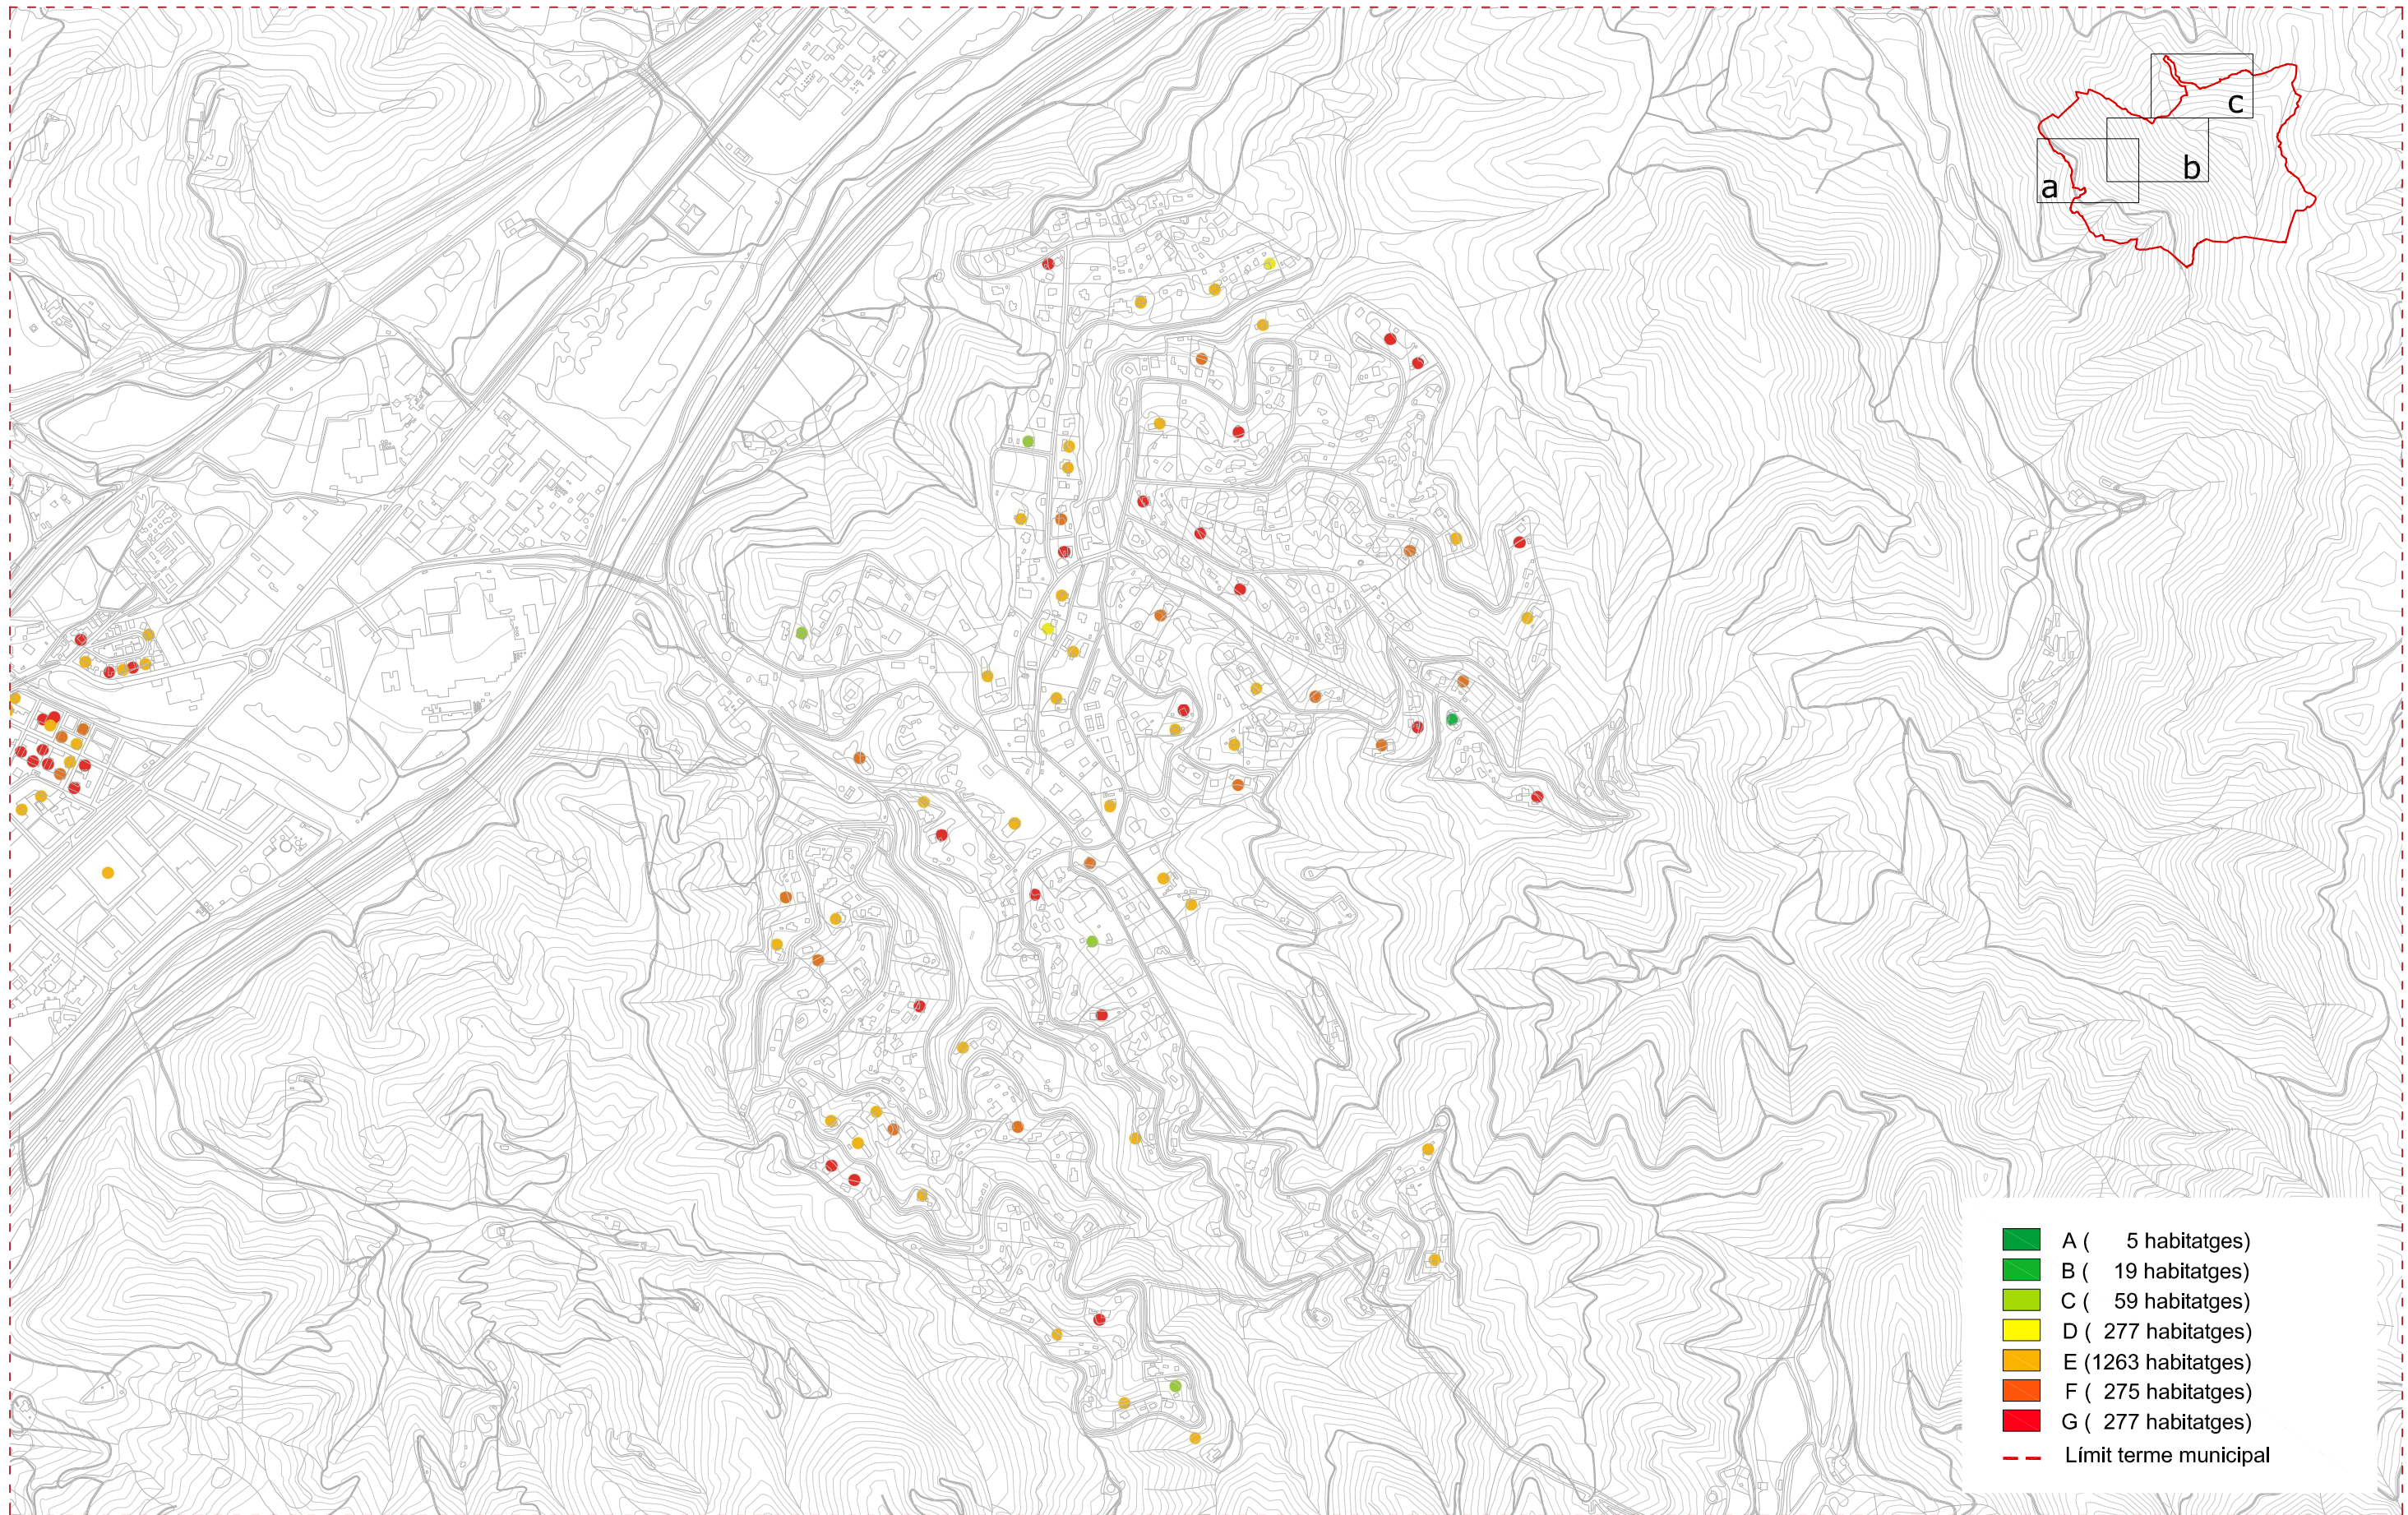 c
b
a
A ( 5 habitatges)
B ( 19 habitatges)
C ( 59 habitatges)
D ( 277 habitatges)
E (1263 habitatges)
F ( 275 habitatges)
G ( 277 habitatges)
Límit terme municipal